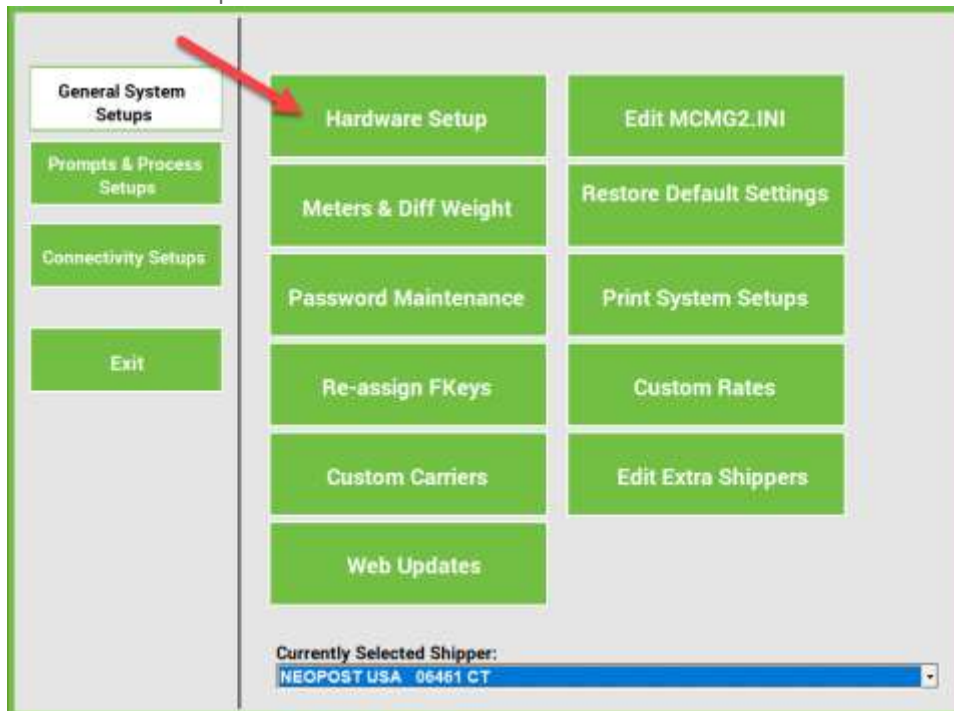 General System
Setups
Prompts & Process
Setups
Connectivity Setups
Exit
Hardware Setup
Edit MCMG2.INI
Meters & Diff Weight
Restore Default Settings
Password Maintenance
Print System Setups
Re-assign FKeys
Custom Rates
Custom Carriers
Edit Extra Shippers
Web Updates
Currently Selected Shipper:
NEOPOST USA 06461 CT